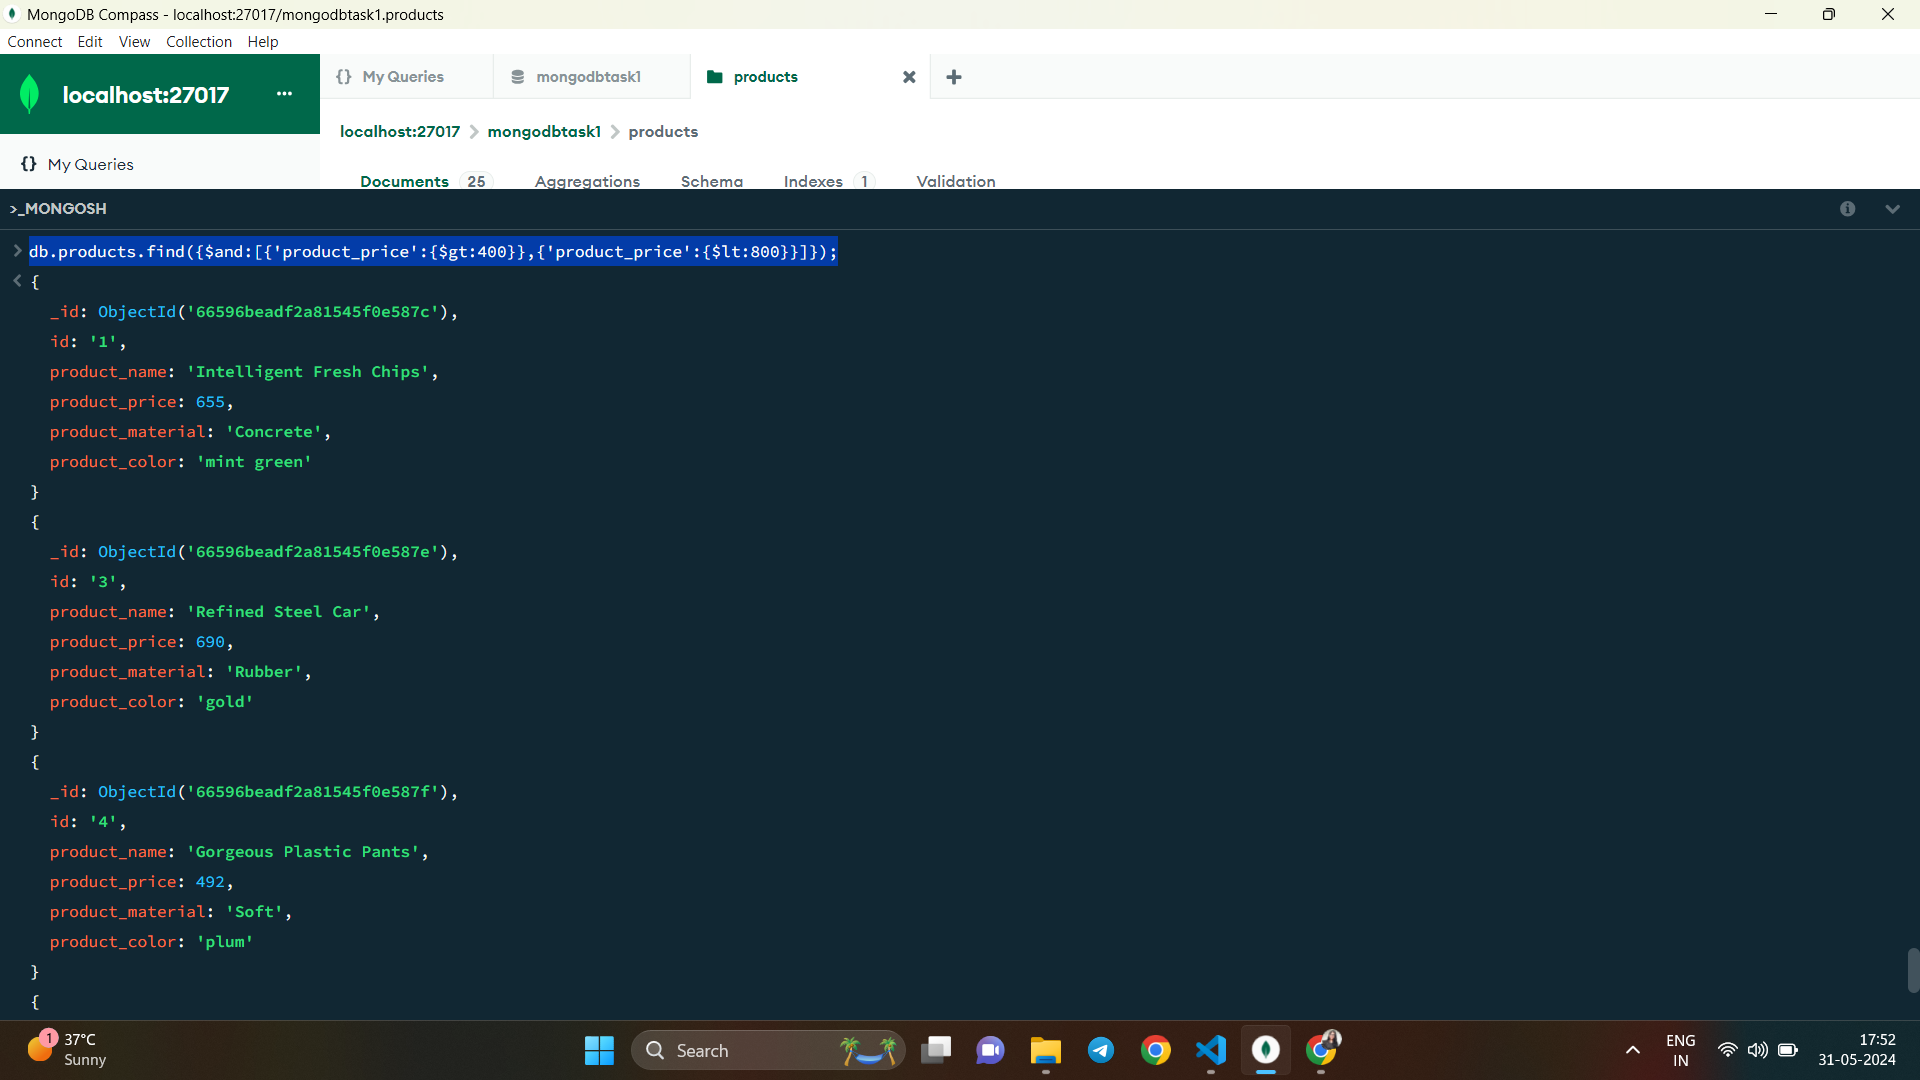 MongoDB Compass - localhost:27017/mongodbtask1.products
Connect Edit View Collection Help
localhost:27017 ...
{} My Queries
mongodbtask1
products
localhost:27017 > mongodbtask1 > products
{} My Queries
Documents 25 Aggregations Schema Indexes 1 Validation
>_MONGOSH
> db.products.find({$and:[{'product_price':{$gt:400}},{'product_price':{$lt:800}}]});
< {
_id: ObjectId('66596beadf2a81545f0e587c'),
id: '1',
product_name: 'Intelligent Fresh Chips',
product_price: 655,
product_material: 'Concrete',
product_color: 'mint green'
}
{
_id: ObjectId('66596beadf2a81545f0e587e'),
id: '3',
product_name: 'Refined Steel Car',
product_price: 690,
product_material: 'Rubber',
product_color: 'gold'
}
{
_id: ObjectId('66596beadf2a81545f0e587f'),
id: '4',
product_name: 'Gorgeous Plastic Pants',
product_price: 492,
product_material: 'Soft',
product_color: 'plum'
}
{
1
37°C
Sunny
Search
ENG
IN
17:52
31-05-2024